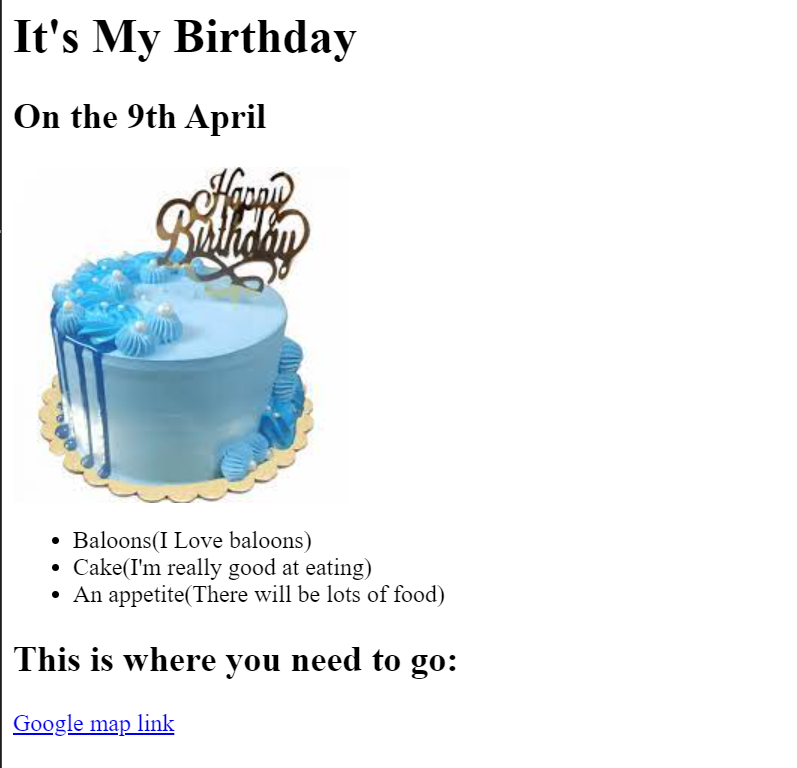 It's My Birthday
On the 9th April
Happy
Birthday
Baloons(I Love baloons)
Cake(I'm really good at eating)
An appetite(There will be lots of food)
This is where you need to go:
Google map link